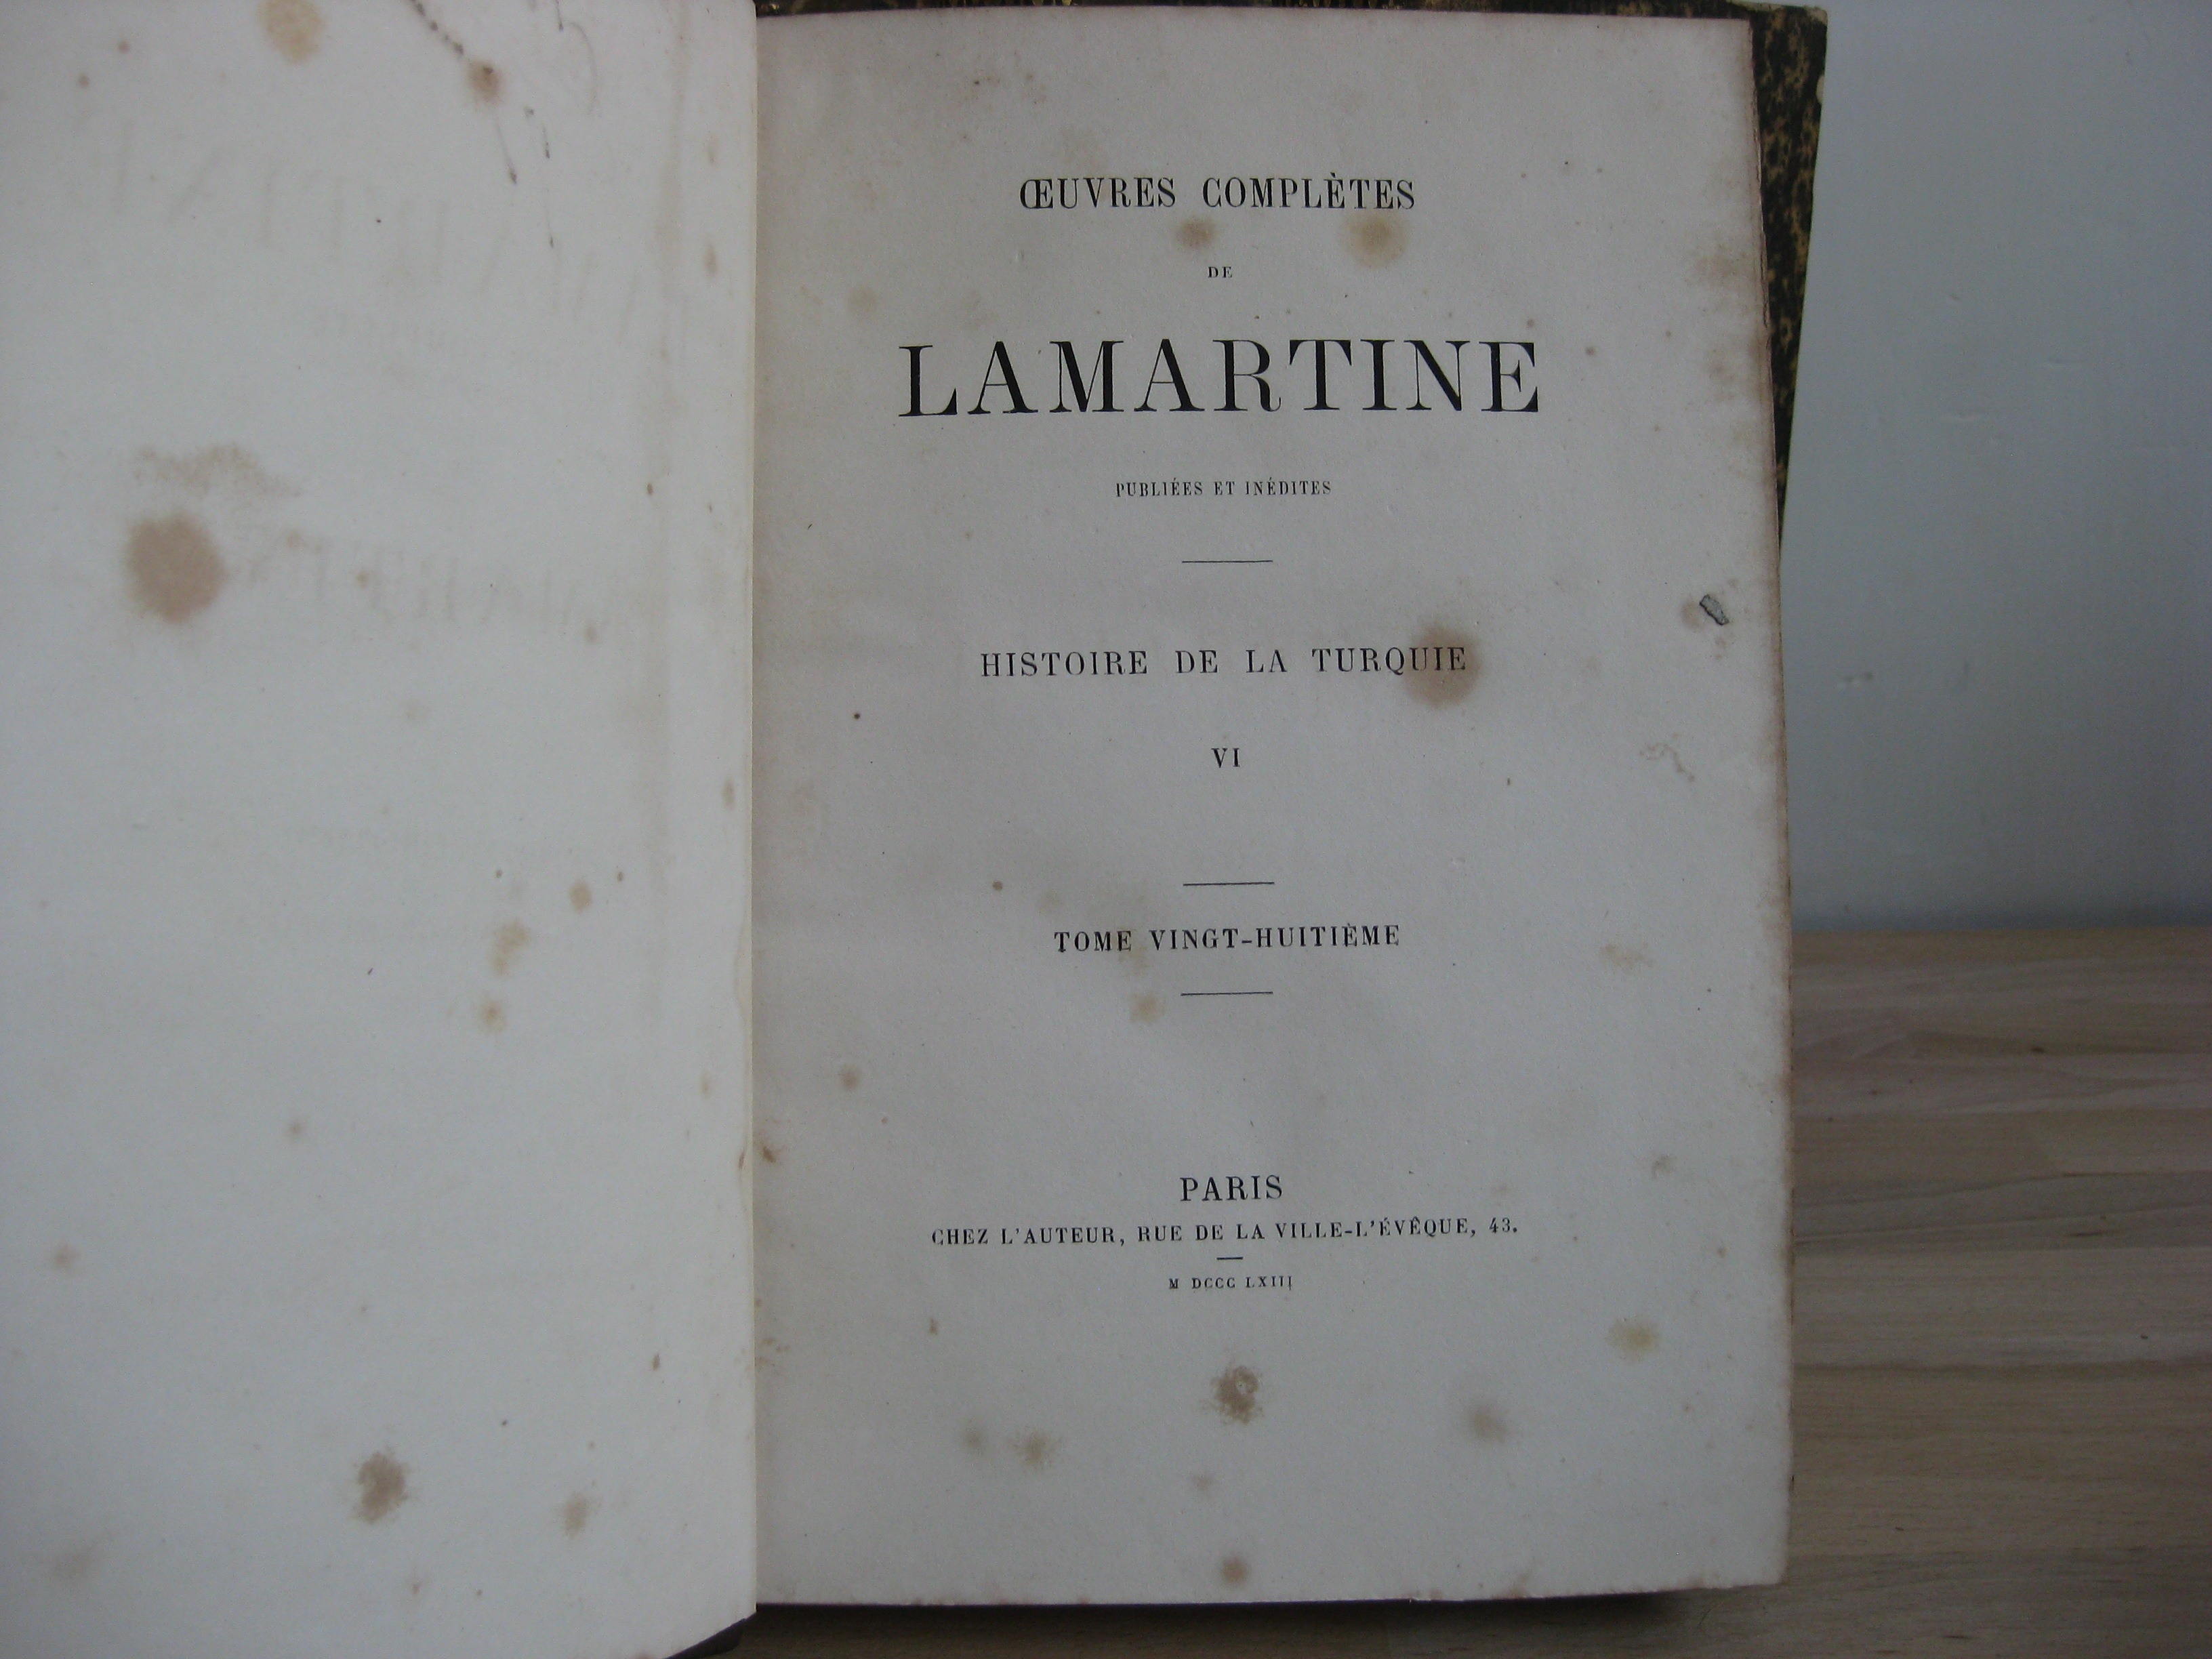 ŒUVRES COMPLÈTES
DE
LAMARTINE
PUBLIÉES ET INÉDITES
HISTOIRE DE LA TURQUIE
VI
TOME VINGT-HUITIÈME
PARIS
CHEZ L'AUTEUR, RUE DE LA VILLE-L'ÉVÊQUE, 43.
M DCCC LXIII